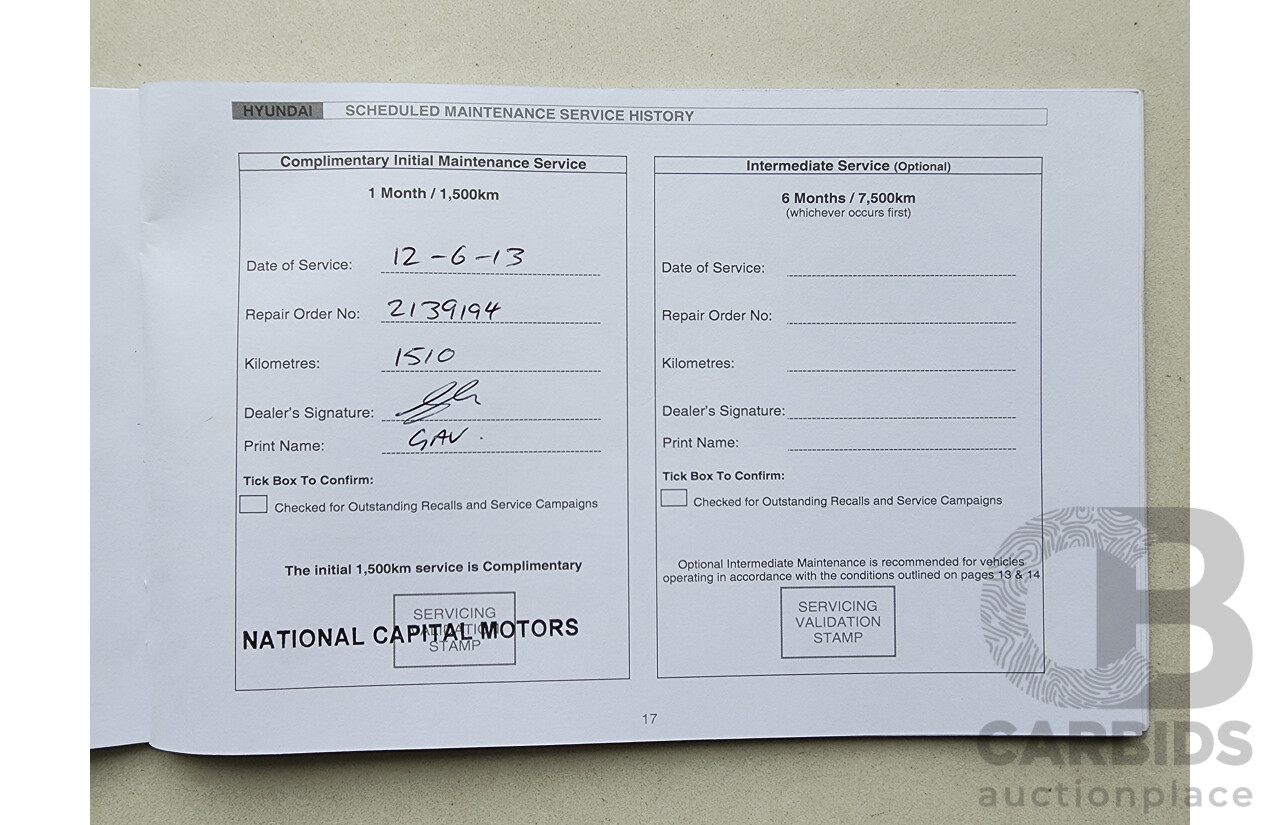 HYUNDAI SCHEDULED MAINTENANCE SERVICE HISTORY
Complimentary Initial Maintenance Service
1 Month / 1,500km
Date of Service: 12-6-13
Repair Order No: 2139194
Kilometres: 1510
Dealer's Signature:
Print Name: GAV.
Tick Box To Confirm:
Checked for Outstanding Recalls and Service Campaigns
The initial 1,500km service is Complimentary
SERVICING
VALIDATION
STAMP
NATIONAL CAPITAL MOTORS
Intermediate Service (Optional)
6 Months / 7,500km
(whichever occurs first)
Date of Service:
Repair Order No:
Kilometres:
Dealer's Signature:
Print Name:
Tick Box To Confirm:
Checked for Outstanding Recalls and Service Campaigns
Optional Intermediate Maintenance is recommended for vehicles
operating in accordance with the conditions outlined on pages 13 & 14
SERVICING
VALIDATION
STAMP
17
CB
CARBIDS
auctionplace